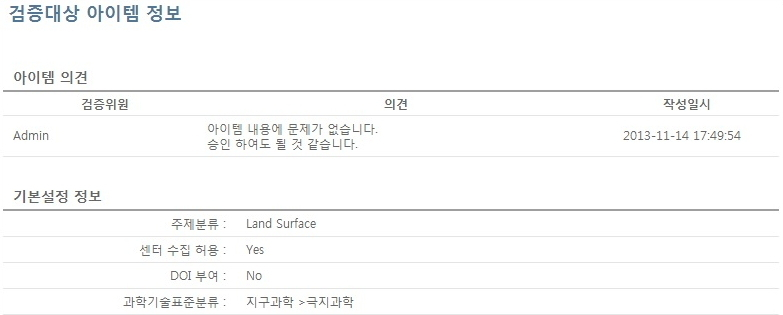 검증대상 아이템 정보
아이템 의견
검증위원 의견 작성일시
Admin 아이템 내용에 문제가 없습니다. 2013-11-14 17:49:54
승인 하여도 될 것 같습니다.
기본설정 정보
주제분류 : Land Surface
센터 수집 허용 : Yes
DOI 부여 : No
과학기술표준분류 : 지구과학 >극지과학